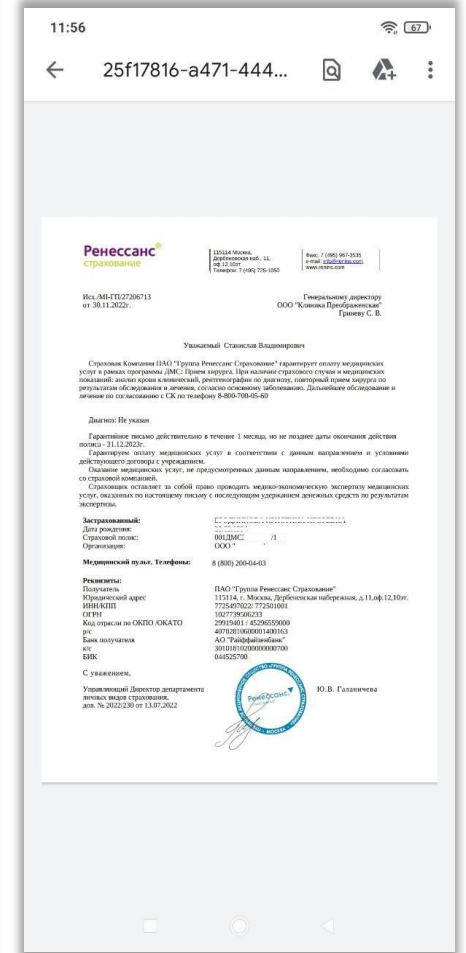 11:56
67
25f17816-a471-444...
Ренессанс®
страхование
115114 Москва,
Дербеневская наб., 11,
оф.12,10эт
Телефон: 7 (495) 725-1050
Факс: 7 (495) 967-3535
e-mail: info@renins.com
www.renins.com
Исх./МI-ГП/27206713
от 30.11.2022г.
Генеральному директору
ООО "Клиника Преображенская"
Гриневу С. В.
Уважаемый Станислав Владимирович
Страховая Компания ПАО "Группа Ренессанс Страхование" гарантирует оплату медицинских
услуг в рамках программы ДМС: Прием хирурга. При наличии страхового случая и медицинских
показаний: анализ крови клинический, рентгенография по диагнозу, повторный прием хирурга по
результатам обследования и лечения, согласно основному заболеванию. Дальнейшее обследование и
лечение по согласованию с СК по телефону 8-800-700-05-60
Диагноз: Не указан
Гарантийное письмо действительно в течение 1 месяца, но не позднее даты окончания действия
полиса - 31.12.2023г.
Гарантируем оплату медицинских услуг в соответствии с данным направлением и условиями
действующего договора с учреждением.
Оказание медицинских услуг, не предусмотренных данным направлением, необходимо согласовать
со страховой компанией.
Страховщик оставляет за собой право проводить медико-экономическую экспертизу медицинских
услуг, оказанных по настоящему письму с последующим удержанием денежных средств по результатам
экспертизы.
Застрахованный:
Дата рождения:
Страховой полис: 001ДМС: /1
Организация: ООО "
Медицинский пульт. Телефоны: 8 (800) 200-04-03
Реквизиты:
Получатель ПАО "Группа Ренессанс Страхование"
Юридический адрес 115114, г. Москва, Дербеневская набережная, д.11,оф.12,10эт.
ИНН/КПП 7725497022/ 772501001
ОГРН 1027739506233
Код отрасли по ОКПО /ОКАТО 29919401 / 45296559000
р/с 40702810600001400163
Банк получателя АО "Райффайзенбанк"
к/с 30101810200000000700
БИК 044525700
С уважением,
Управляющий Директор департамента Ю.В. Галаничева
личных видов страхования,
дов. № 2022/230 от 13.07.2022
Ренессанс
МОСКВА